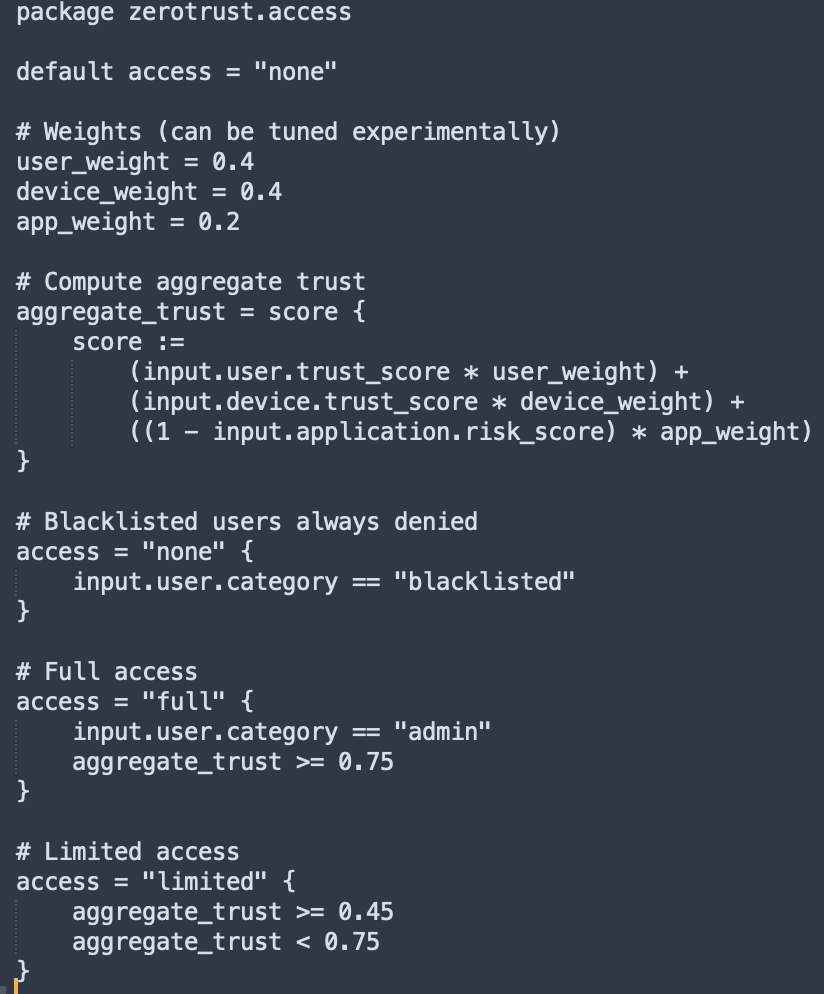 package zerotrust.access

default access = "none"

# Weights (can be tuned experimentally)
user_weight = 0.4
device_weight = 0.4
app_weight = 0.2

# Compute aggregate trust
aggregate_trust = score {
    score :=
        (input.user.trust_score * user_weight) +
        (input.device.trust_score * device_weight) +
        ((1 - input.application.risk_score) * app_weight)
}

# Blacklisted users always denied
access = "none" {
    input.user.category == "blacklisted"
}

# Full access
access = "full" {
    input.user.category == "admin"
    aggregate_trust >= 0.75
}

# Limited access
access = "limited" {
    aggregate_trust >= 0.45
    aggregate_trust < 0.75
}